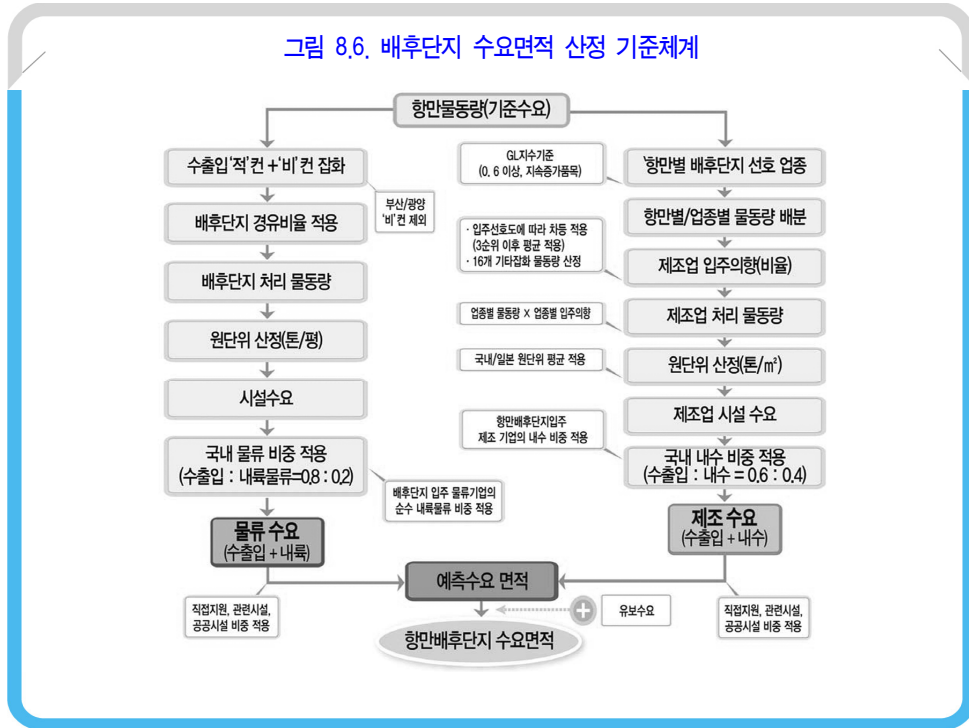 그림 8.6. 배후단지 수요면적 산정 기준체계
항만물동량(기준수요)
수출입'적'컨+'비'컨 잡화
부산/광양
'비'컨 제외
배후단지 경유비율 적용
배후단지 처리 물동량
원단위 산정(톤/평)
시설수요
국내 물류 비중 적용
(수출입 : 내륙물류=0.8 : 0.2)
배후단지 입주 물류기업의
순수 내륙물류 비중 적용
물류 수요
(수출입+내륙)
직접지원, 관련시설,
공공시설 비중 적용
GL지수기준
(0. 6 이상, 지속증가품목)
'항만별 배후단지 선호 업종
항만별/업종별 물동량 배분
· 입주선호도에 따라 차등 적용
(3순위 이후 평균 적용)
· 16개 기타잡화 물동량 산정
제조업 입주의향(비율)
업종별 물동량 X 업종별 입주의향
제조업 처리 물동량
국내/일본 원단위 평균 적용
원단위 산정(톤/㎡)
제조업 시설 수요
항만배후단지입주
제조 기업의 내수 비중 적용
국내 내수 비중 적용
(수출입 : 내수 = 0.6 : 0.4)
제조 수요
(수출입+내수)
직접지원, 관련시설,
공공시설 비중 적용
예측수요 면적
유보수요
항만배후단지 수요면적